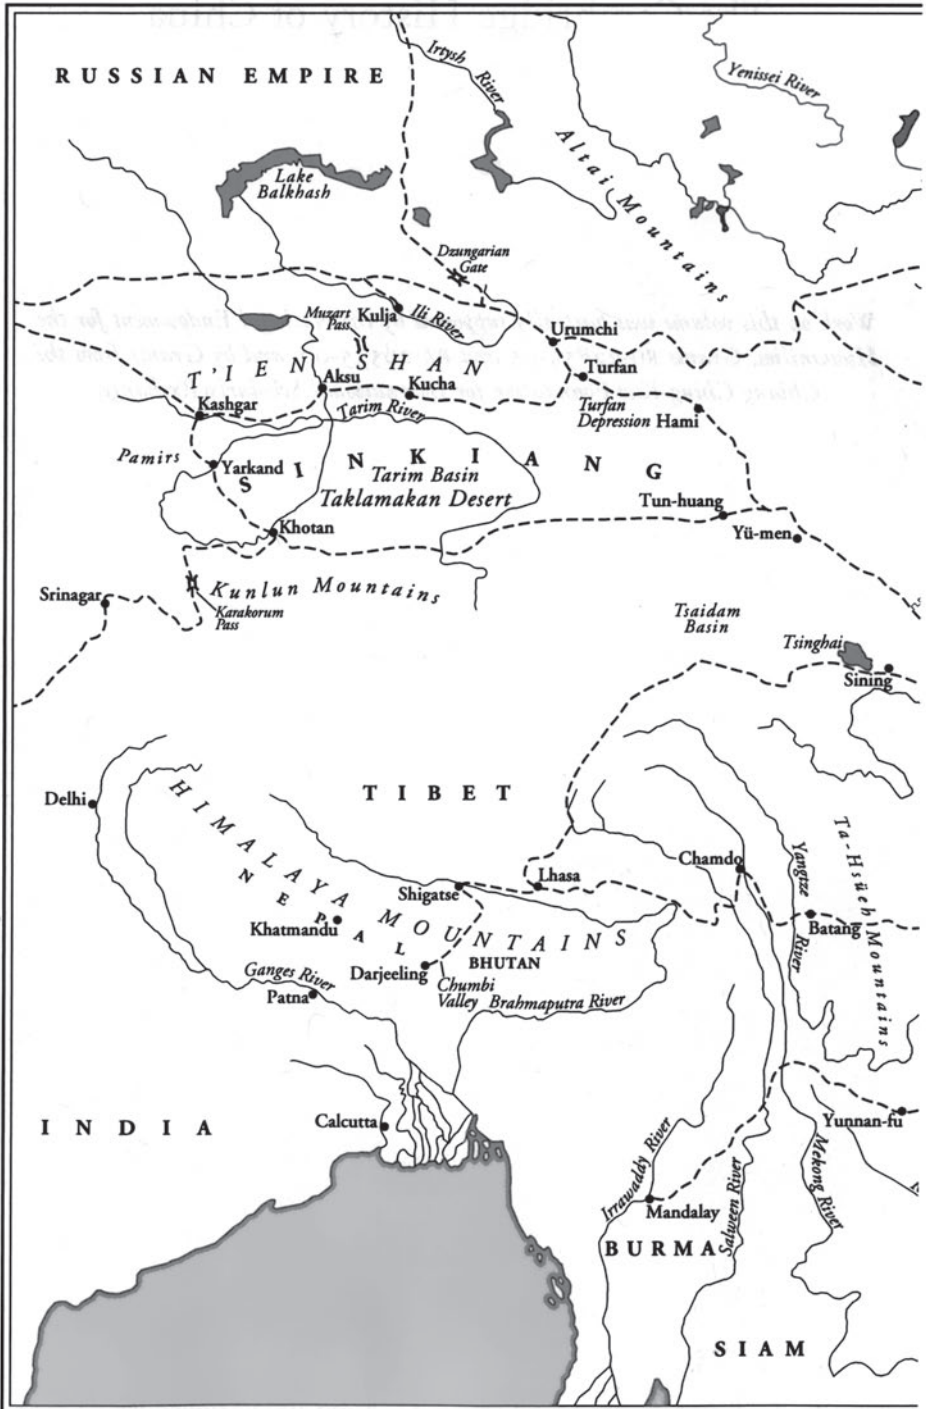 RUSSIAN EMPIRE
Irtysh River
Yenissei River
Altai Mountains
Lake
Balkhash
Dzungarian
Gate
Muzart
Pass
Kulja
Ili River
Urumchi
T'IEN SHAN
Aksu
Kucha
Turfan
Kashgar
Tarim River
Turfan
Depression
Hami
Pamirs
Yarkand
SINKIANG
Tarim Basin
Taklamakan Desert
Tun-huang
Khotan
Yü-men
Kunlun Mountains
Srinagar
Karakorum
Pass
Tsaidam
Basin
Tsinghai
Sining
Delhi
HIMALAYA MOUNTAINS
TIBET
Ta-Hsüeh Mountains
NEPAL
Chamdo
Yangtze River
Lhasa
Shigatse
Khatmandu
Batang
BHUTAN
Darjeeling
Ganges River
Patna
Chumbi
Valley
Brahmaputra River
INDIA
Calcutta
Yunnan-fu
Irrawaddy River
Mekong River
Salween River
Mandalay
BURMA
SIAM